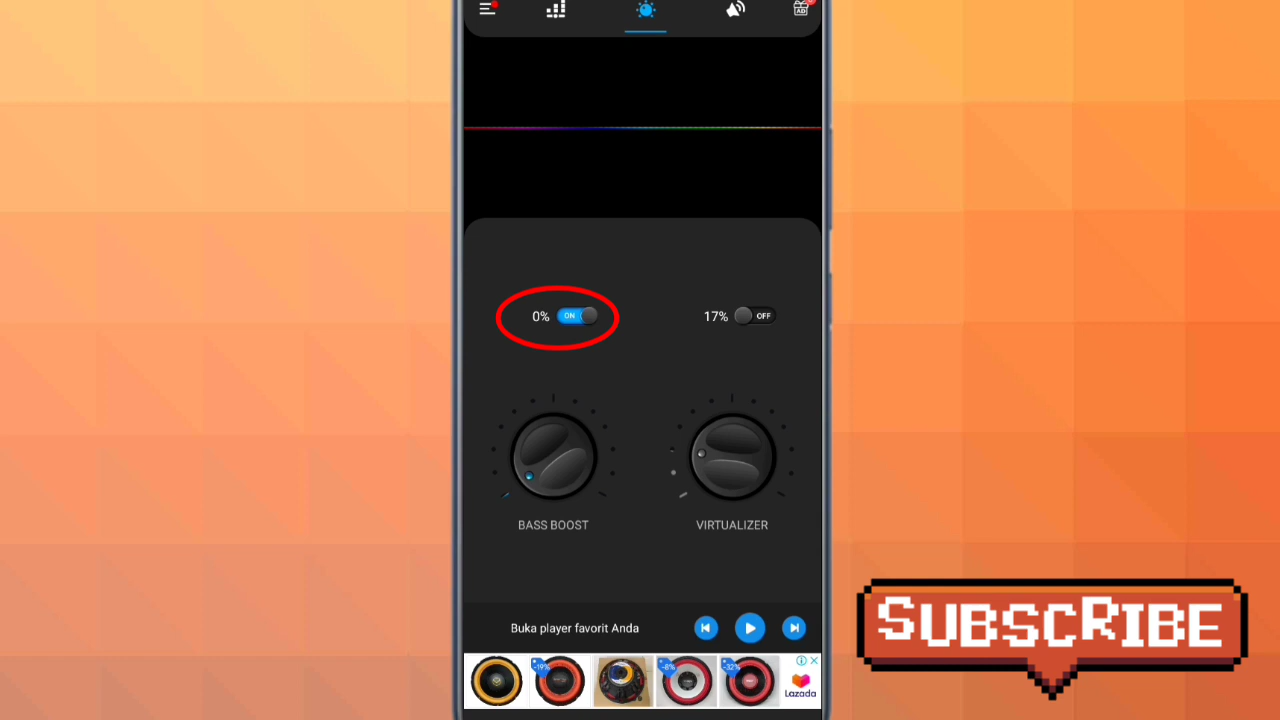 AD
0% ON
17% OFF
BASS BOOST
VIRTUALIZER
Buka player favorit Anda
SUBSCRIBE
-19%
-8%
-32%
Lazada